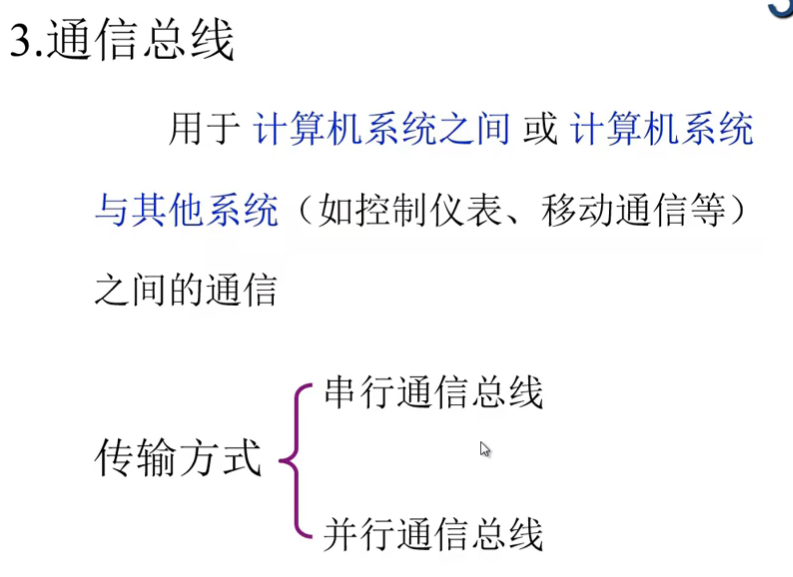 3.通信总线
用于 计算机系统之间 或 计算机系统
与其他系统（如控制仪表、移动通信等）
之间的通信
串行通信总线
传输方式
并行通信总线